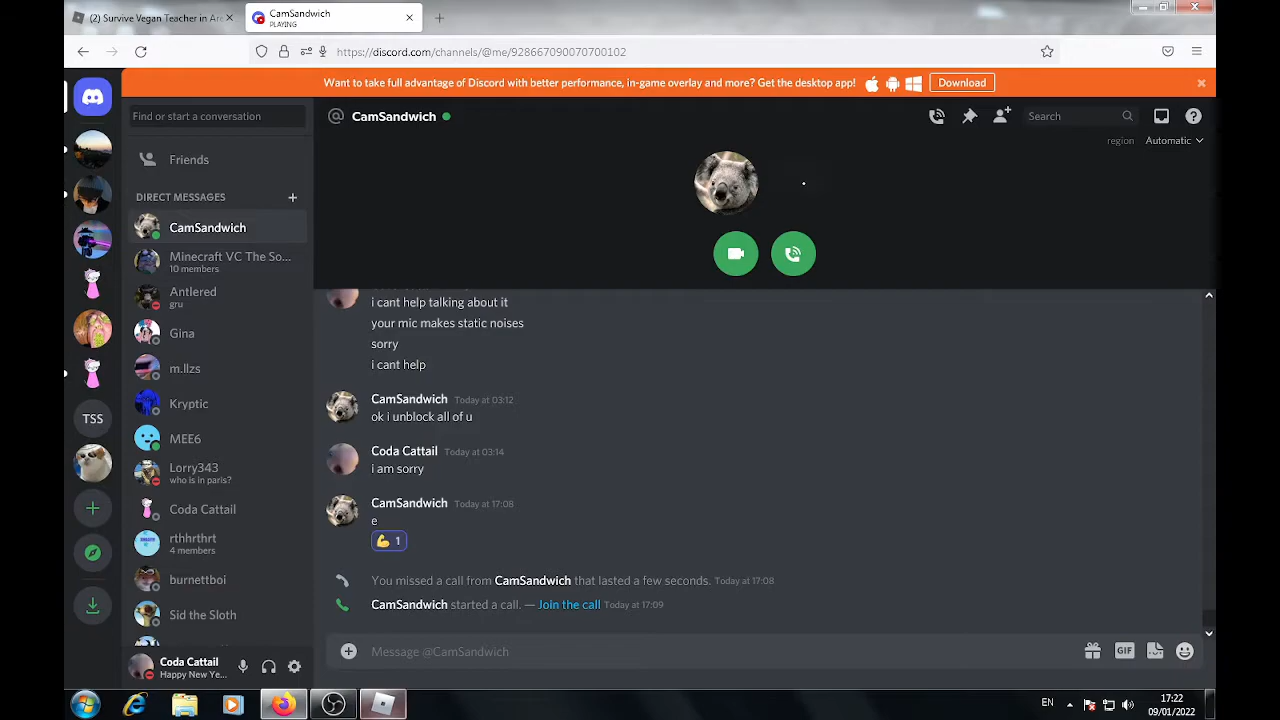 (2) Survive Vegan Teacher in Are
CamSandwich
PLAYING
https://discord.com/channels/@me/928667090070700102
Want to take full advantage of Discord with better performance, in-game overlay and more? Get the desktop app!
Download
Find or start a conversation
CamSandwich
Search
region
Automatic
Friends
DIRECT MESSAGES
CamSandwich
Minecraft VC The So...
10 members
Antlered
gru
Gina
m.llzs
Kryptic
TSS
MEE6
Lorry343
who is in paris?
Coda Cattail
rthhrthrt
4 members
burnettboi
Sid the Sloth
Coda Cattail
Happy New Ye...
i cant help talking about it
your mic makes static noises
sorry
i cant help
CamSandwich Today at 03:12
ok i unblock all of u
Coda Cattail Today at 03:14
i am sorry
CamSandwich Today at 17:08
e
1
You missed a call from CamSandwich that lasted a few seconds. Today at 17:08
CamSandwich started a call. — Join the call Today at 17:09
Message @CamSandwich
GIF
EN
17:22
09/01/2022